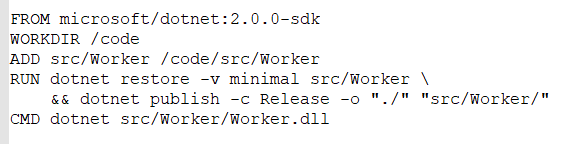 FROM microsoft/dotnet:2.0.0-sdk
WORKDIR /code
ADD src/Worker /code/src/Worker
RUN dotnet restore -v minimal src/Worker \
    && dotnet publish -c Release -o "./" "src/Worker/"
CMD dotnet src/Worker/Worker.dll